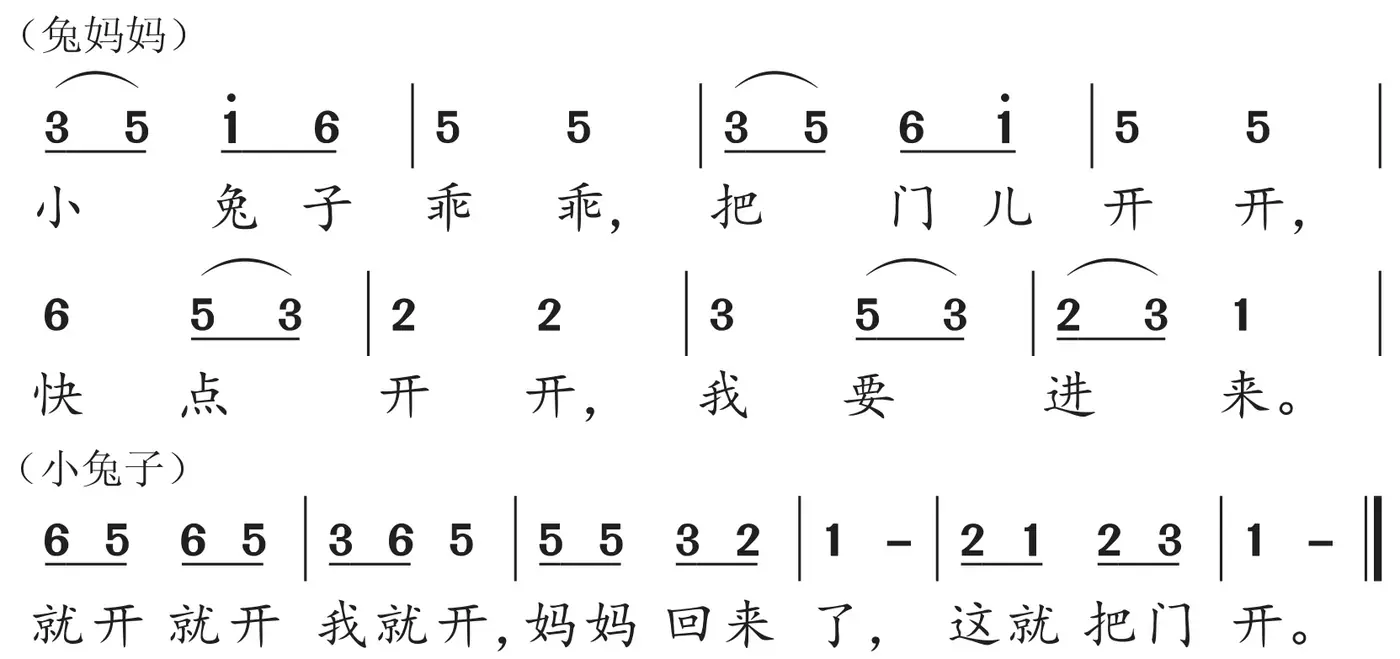 （兔妈妈）
3 5 i 6 | 5 5 | 3 5 6 i | 5 5 |
小 兔 子 乖 乖， 把 门 儿 开 开，
6 5 3 | 2 2 | 3 5 3 | 2 3 1 |
快 点 开 开， 我 要 进 来。
（小兔子）
6 5 6 5 | 3 6 5 | 5 5 3 2 | 1 – | 2 1 2 3 | 1 – ‖
就 开 就 开 我 就 开， 妈 妈 回 来 了， 这 就 把 门 开。